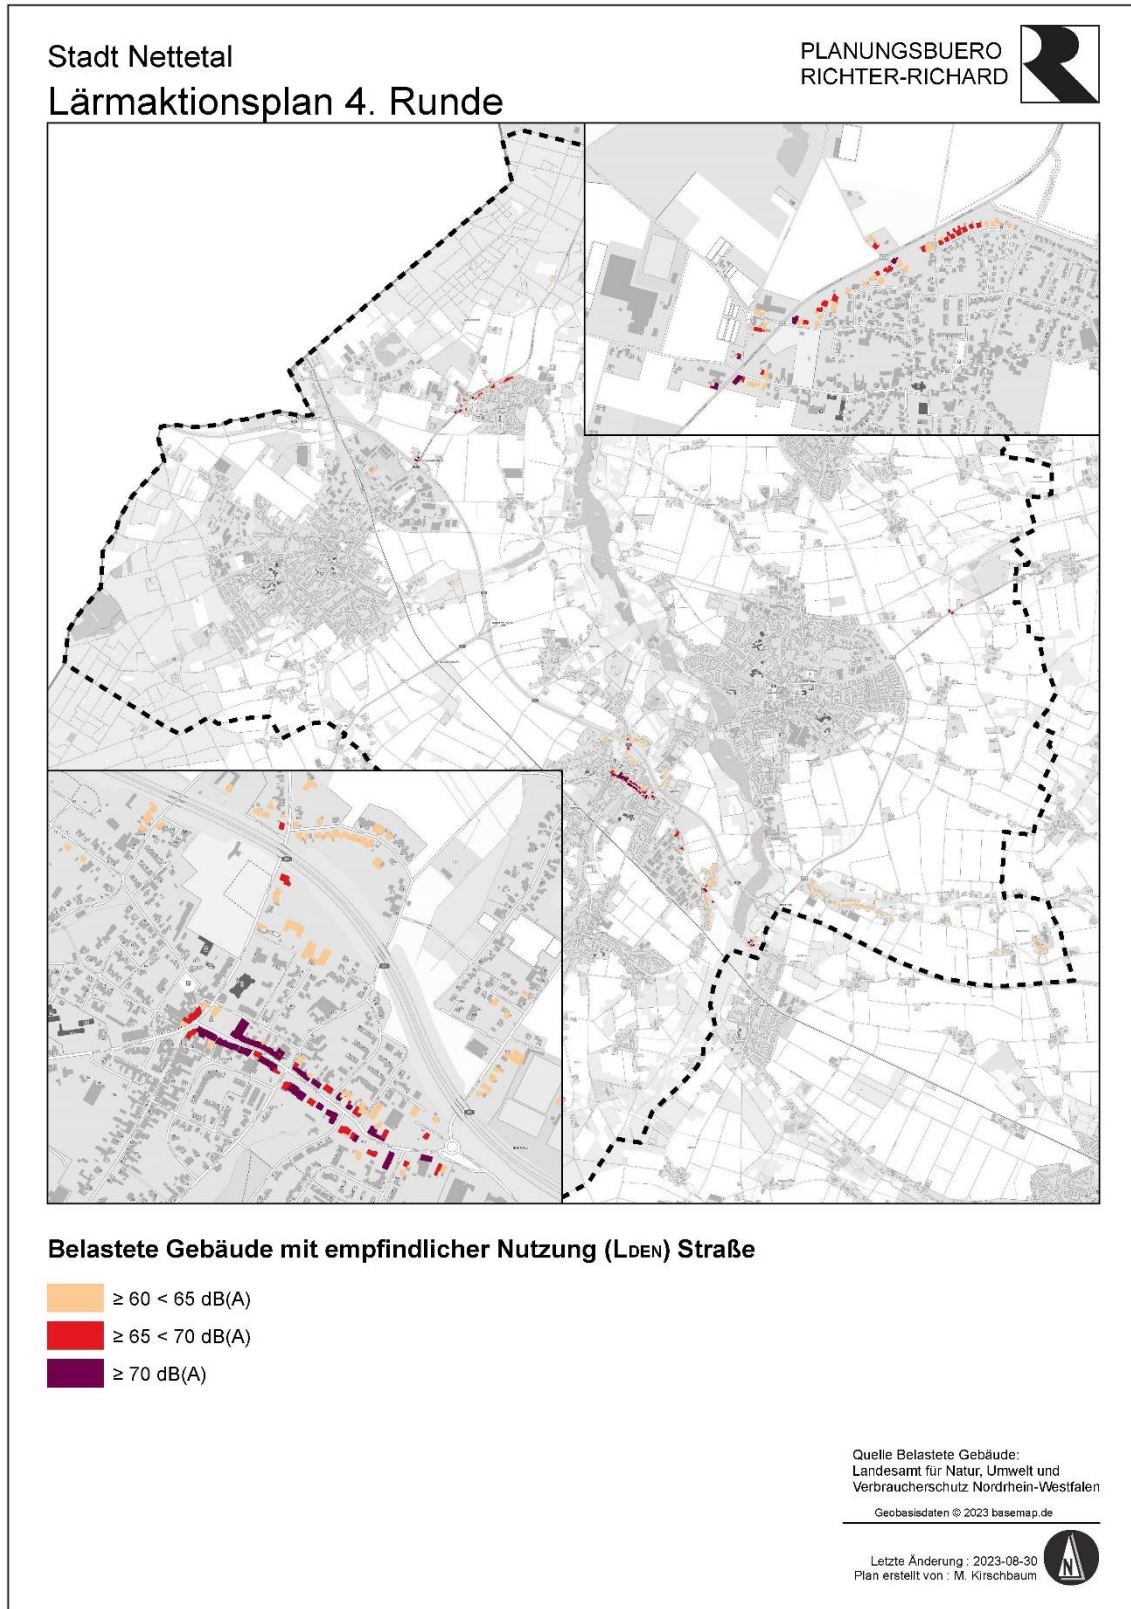 Stadt Nettetal
Lärmaktionsplan 4. Runde
PLANUNGSBUERO
RICHTER-RICHARD
Belastete Gebäude mit empfindlicher Nutzung (LDEN) Straße
≥ 60 < 65 dB(A)
≥ 65 < 70 dB(A)
≥ 70 dB(A)
Quelle Belastete Gebäude:
Landesamt für Natur, Umwelt und
Verbraucherschutz Nordrhein-Westfalen
Geobasisdaten © 2023 basemap.de
Letzte Änderung : 2023-08-30
Plan erstellt von : M. Kirschbaum
N